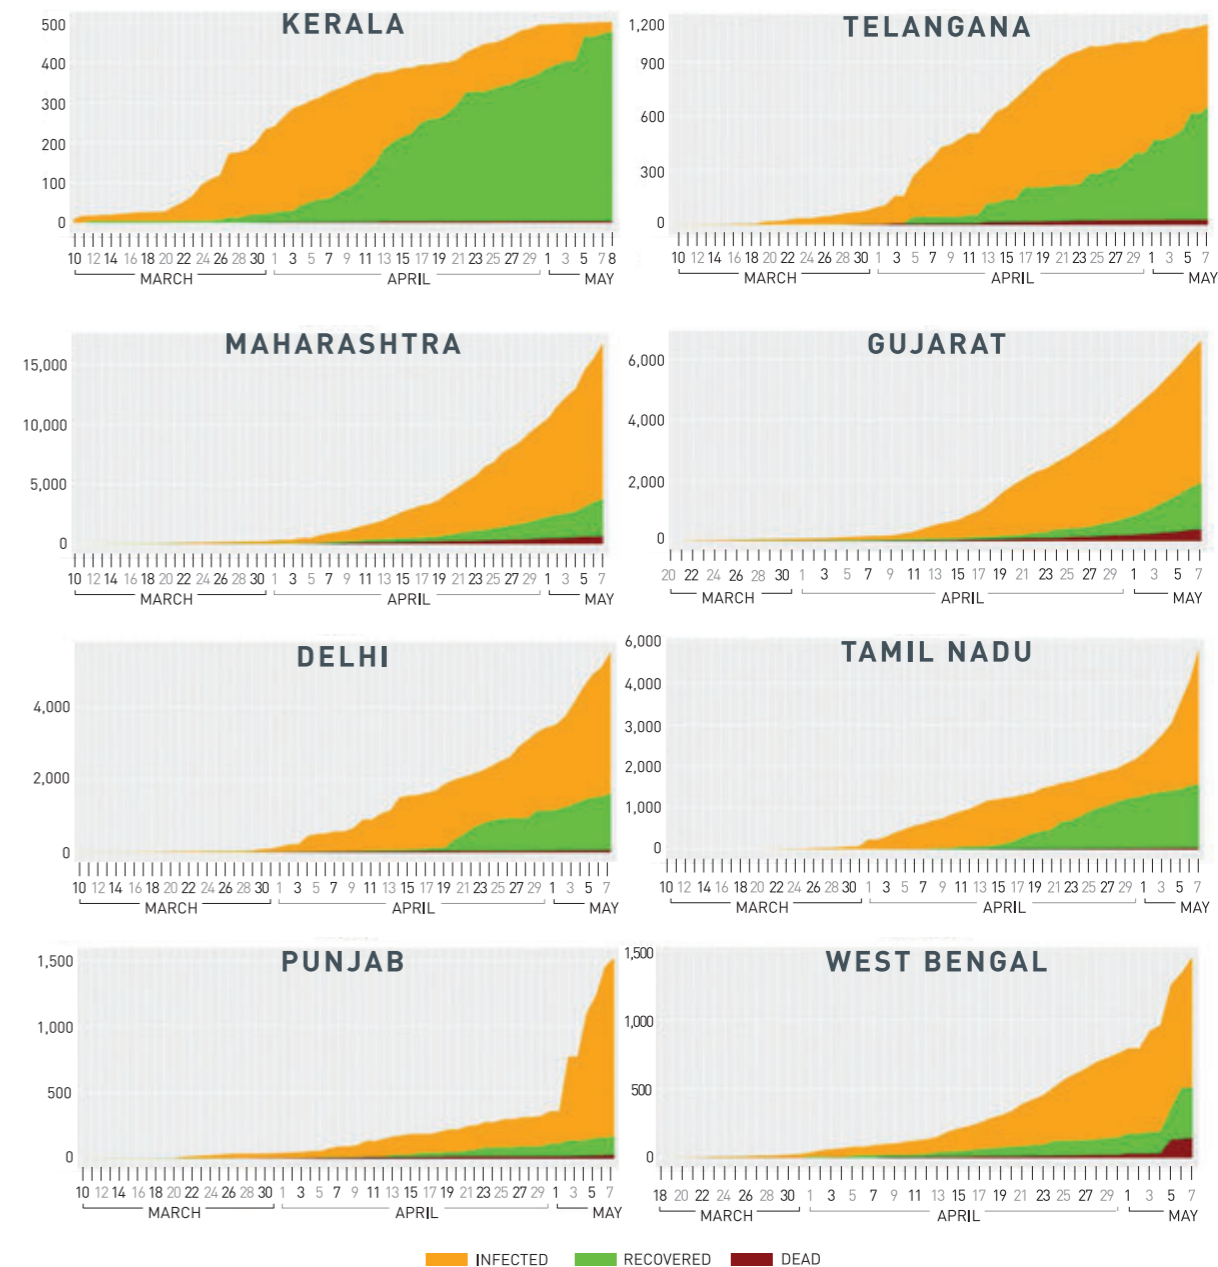 KERALA
500
400
300
200
100
0
10 12 14 16 18 20 22 24 26 28 30 1 3 5 7 9 11 13 15 17 19 21 23 25 27 29 1 3 5 7 8
MARCH APRIL MAY
TELANGANA
1,200
900
600
300
0
10 12 14 16 18 20 22 24 26 28 30 1 3 5 7 9 11 13 15 17 19 21 23 25 27 29 1 3 5 7
MARCH APRIL MAY
MAHARASHTRA
15,000
10,000
5,000
0
10 12 14 16 18 20 22 24 26 28 30 1 3 5 7 9 11 13 15 17 19 21 23 25 27 29 1 3 5 7
MARCH APRIL MAY
GUJARAT
6,000
4,000
2,000
0
20 22 24 26 28 30 1 3 5 7 9 11 13 15 17 19 21 23 25 27 29 1 3 5 7
MARCH APRIL MAY
DELHI
4,000
2,000
0
10 12 14 16 18 20 22 24 26 28 30 1 3 5 7 9 11 13 15 17 19 21 23 25 27 29 1 3 5 7
MARCH APRIL MAY
TAMIL NADU
6,000
4,000
3,000
2,000
1,000
0
10 12 14 16 18 20 22 24 26 28 30 1 3 5 7 9 11 13 15 17 19 21 23 25 27 29 1 3 5 7
MARCH APRIL MAY
PUNJAB
1,500
1,000
500
0
10 12 14 16 18 20 22 24 26 28 30 1 3 5 7 9 11 13 15 17 19 21 23 25 27 29 1 3 5 7
MARCH APRIL MAY
WEST BENGAL
1,500
1,000
500
0
18 20 22 24 26 28 30 1 3 5 7 9 11 13 15 17 19 21 23 25 27 29 1 3 5 7
MARCH APRIL MAY
INFECTED RECOVERED DEAD